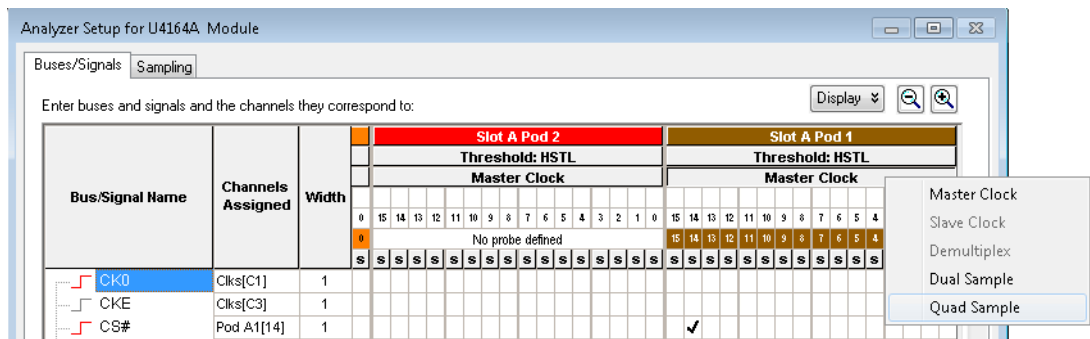 Analyzer Setup for U4164A Module
Buses/Signals Sampling
Enter buses and signals and the channels they correspond to:
Display
Slot A Pod 2 Slot A Pod 1
Threshold: HSTL Threshold: HSTL
Master Clock Master Clock
Bus/Signal Name Channels Assigned Width
0 15 14 13 12 11 10 9 8 7 6 5 4 3 2 1 0 15 14 13 12 11 10 9 8 7 6 5 4
0 No probe defined 15 14 13 12 11 10 9 8 7 6 5 4
S S S S S S S S S S S S S S S S S S S S S S S S S S S S S S S S S
CK0 Clks[C1] 1
CKE Clks[C3] 1
CS# Pod A1[14] 1
Master Clock
Slave Clock
Demultiplex
Dual Sample
Quad Sample